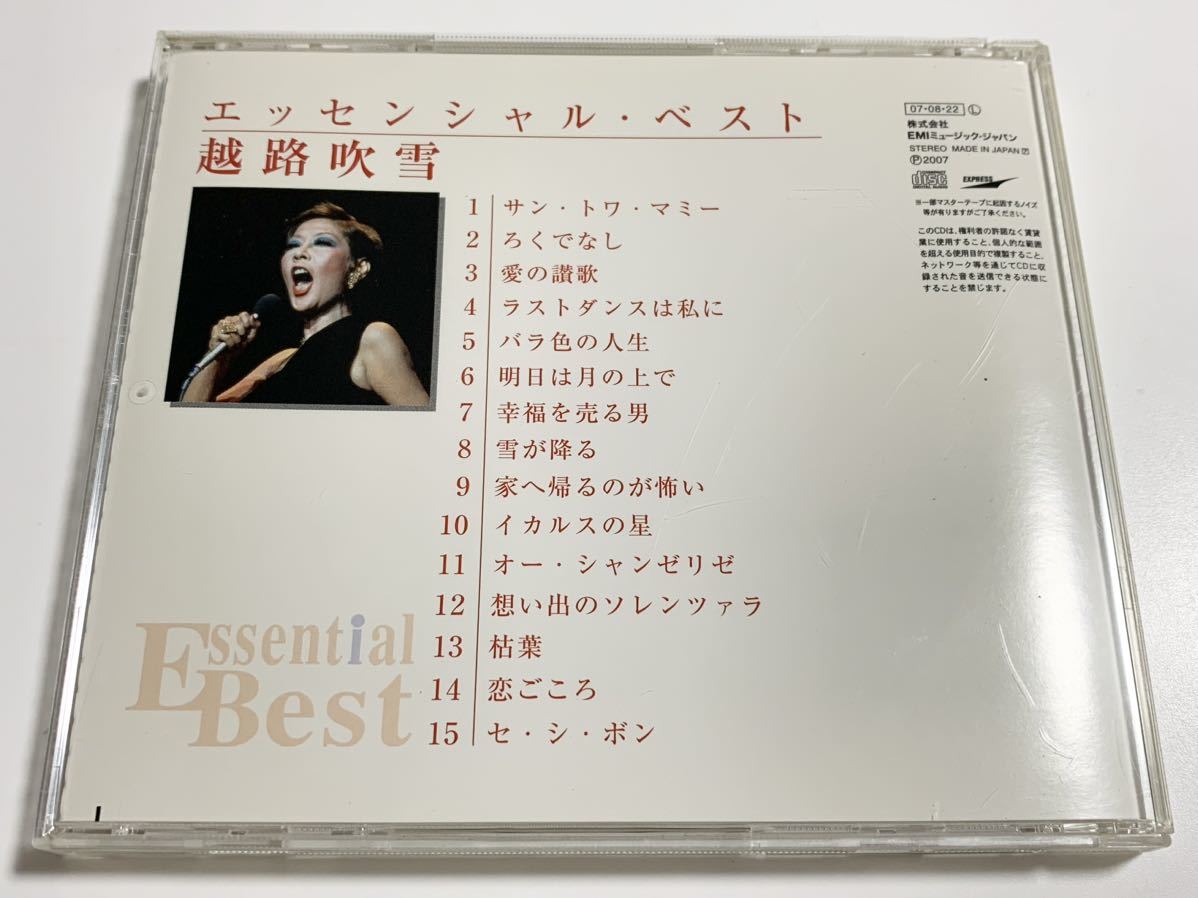 エッセンシャル・ベスト
越路吹雪
1 サン・トワ・マミー
2 ろくでなし
3 愛の讃歌
4 ラストダンスは私に
5 バラ色の人生
6 明日は月の上で
7 幸福を売る男
8 雪が降る
9 家へ帰るのが怖い
10 イカルスの星
11 オー・シャンゼリゼ
12 想い出のソレンツァラ
13 枯葉
14 恋ごころ
15 セ・シ・ボン
Essential
Best
07・08・22 Ⓛ
株式会社
EMIミュージック・ジャパン
STEREO MADE IN JAPAN
Ⓟ2007
COMPACT disc DIGITAL AUDIO EXPRESS
※一部マスターテープに起因するノイズ
等が有りますがご了承ください。
このCDは、権利者の許諾なく賃貸
業に使用すること、個人的な範囲
を超える使用目的で複製すること、
ネットワーク等を通じてCDに収
録された音を送信できる状態に
することを禁じます。